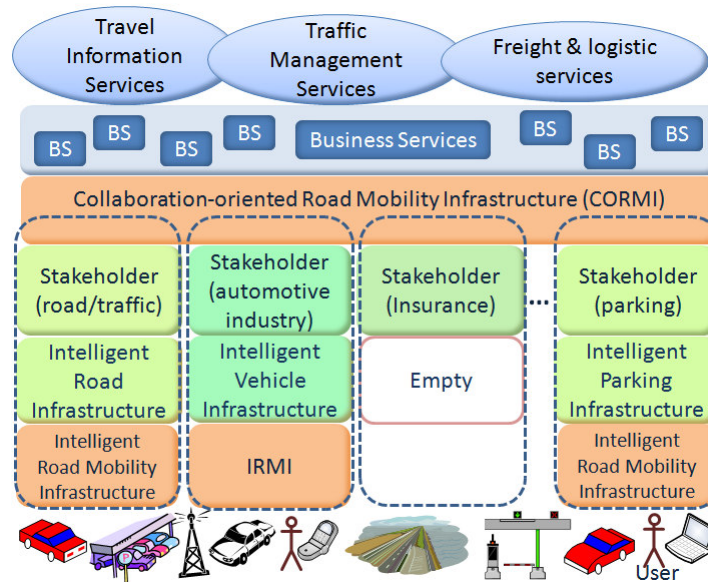 Travel
Information
Services
Traffic
Management
Services
Freight & logistic
services
BS
BS
BS
BS
Business Services
BS
BS
BS
Collaboration-oriented Road Mobility Infrastructure (CORMI)
Stakeholder
(road/traffic)
Stakeholder
(automotive
industry)
Stakeholder
(Insurance)
...
Stakeholder
(parking)
Intelligent
Road
Infrastructure
Intelligent
Vehicle
Infrastructure
Empty
Intelligent
Parking
Infrastructure
Intelligent
Road Mobility
Infrastructure
IRMI
Intelligent
Road Mobility
Infrastructure
P
User